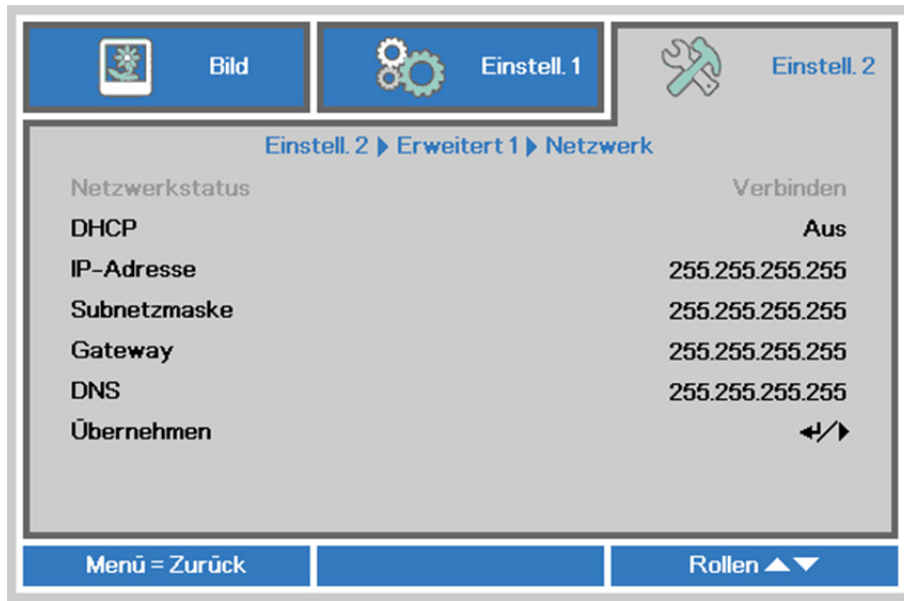 Bild
Einstell. 1
Einstell. 2
Einstell. 2 ▶ Erweitert 1 ▶ Netzwerk
Netzwerkstatus Verbinden
DHCP Aus
IP-Adresse 255.255.255.255
Subnetzmaske 255.255.255.255
Gateway 255.255.255.255
DNS 255.255.255.255
Übernehmen ↵/▶
Menü = Zurück
Rollen ▲▼